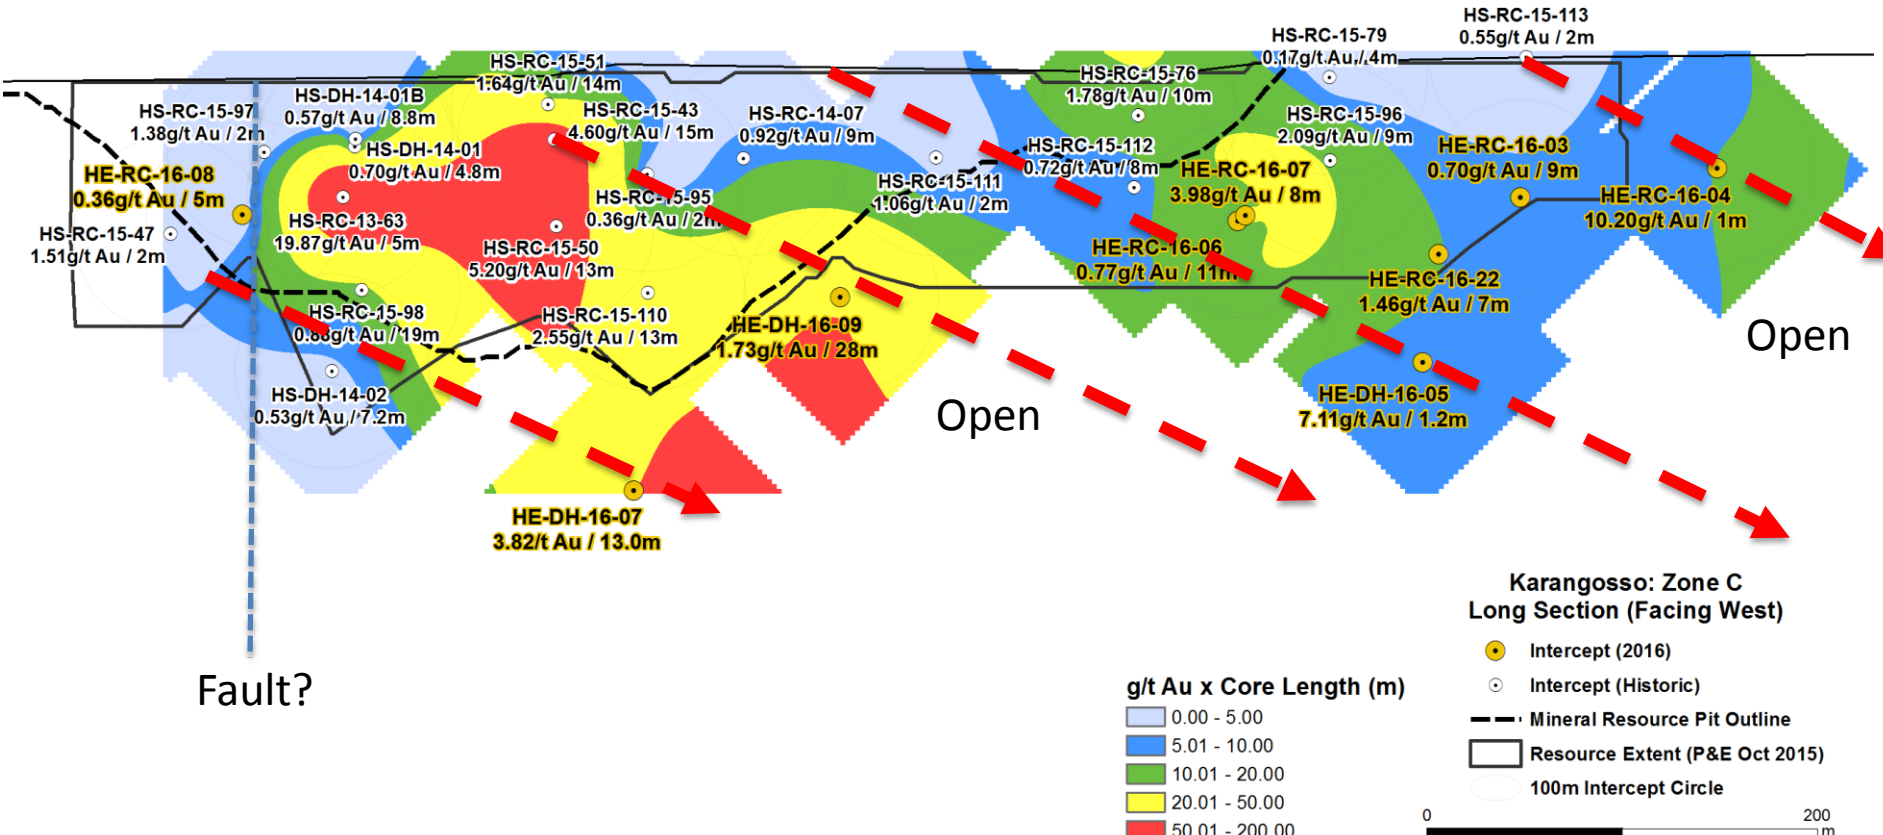 HS-RC-15-113
0.55g/t Au / 2m
HS-RC-15-79
0.17g/t Au / 4m
HS-RC-15-51
1.64g/t Au / 14m
HS-RC-15-76
1.78g/t Au / 10m
HS-DH-14-01B
0.57g/t Au / 8.8m
HS-RC-15-97
1.38g/t Au / 2m
HS-RC-15-43
4.60g/t Au / 15m
HS-RC-14-07
0.92g/t Au / 9m
HS-RC-15-96
2.09g/t Au / 9m
HS-DH-14-01
0.70g/t Au / 4.8m
HS-RC-15-112
0.72g/t Au / 8m
HE-RC-16-03
0.70g/t Au / 9m
HE-RC-16-08
0.36g/t Au / 5m
HE-RC-16-07
3.98g/t Au / 8m
HS-RC-15-111
1.06g/t Au / 2m
HS-RC-15-95
0.36g/t Au / 2m
HE-RC-16-04
10.20g/t Au / 1m
HS-RC-13-63
19.87g/t Au / 5m
HS-RC-15-47
1.51g/t Au / 2m
HS-RC-15-50
5.20g/t Au / 13m
HE-RC-16-06
0.77g/t Au / 11m
HE-RC-16-22
1.46g/t Au / 7m
HS-RC-15-98
0.88g/t Au / 19m
HS-RC-15-110
2.55g/t Au / 13m
HE-DH-16-09
1.73g/t Au / 28m
Open
HS-DH-14-02
0.53g/t Au / 7.2m
HE-DH-16-05
7.11g/t Au / 1.2m
Open
HE-DH-16-07
3.82/t Au / 13.0m
Fault?
Karangosso: Zone C
Long Section (Facing West)
Intercept (2016)
Intercept (Historic)
Mineral Resource Pit Outline
Resource Extent (P&E Oct 2015)
100m Intercept Circle
g/t Au x Core Length (m)
0.00 - 5.00
5.01 - 10.00
10.01 - 20.00
20.01 - 50.00
50.01 - 200.00
0 200
m